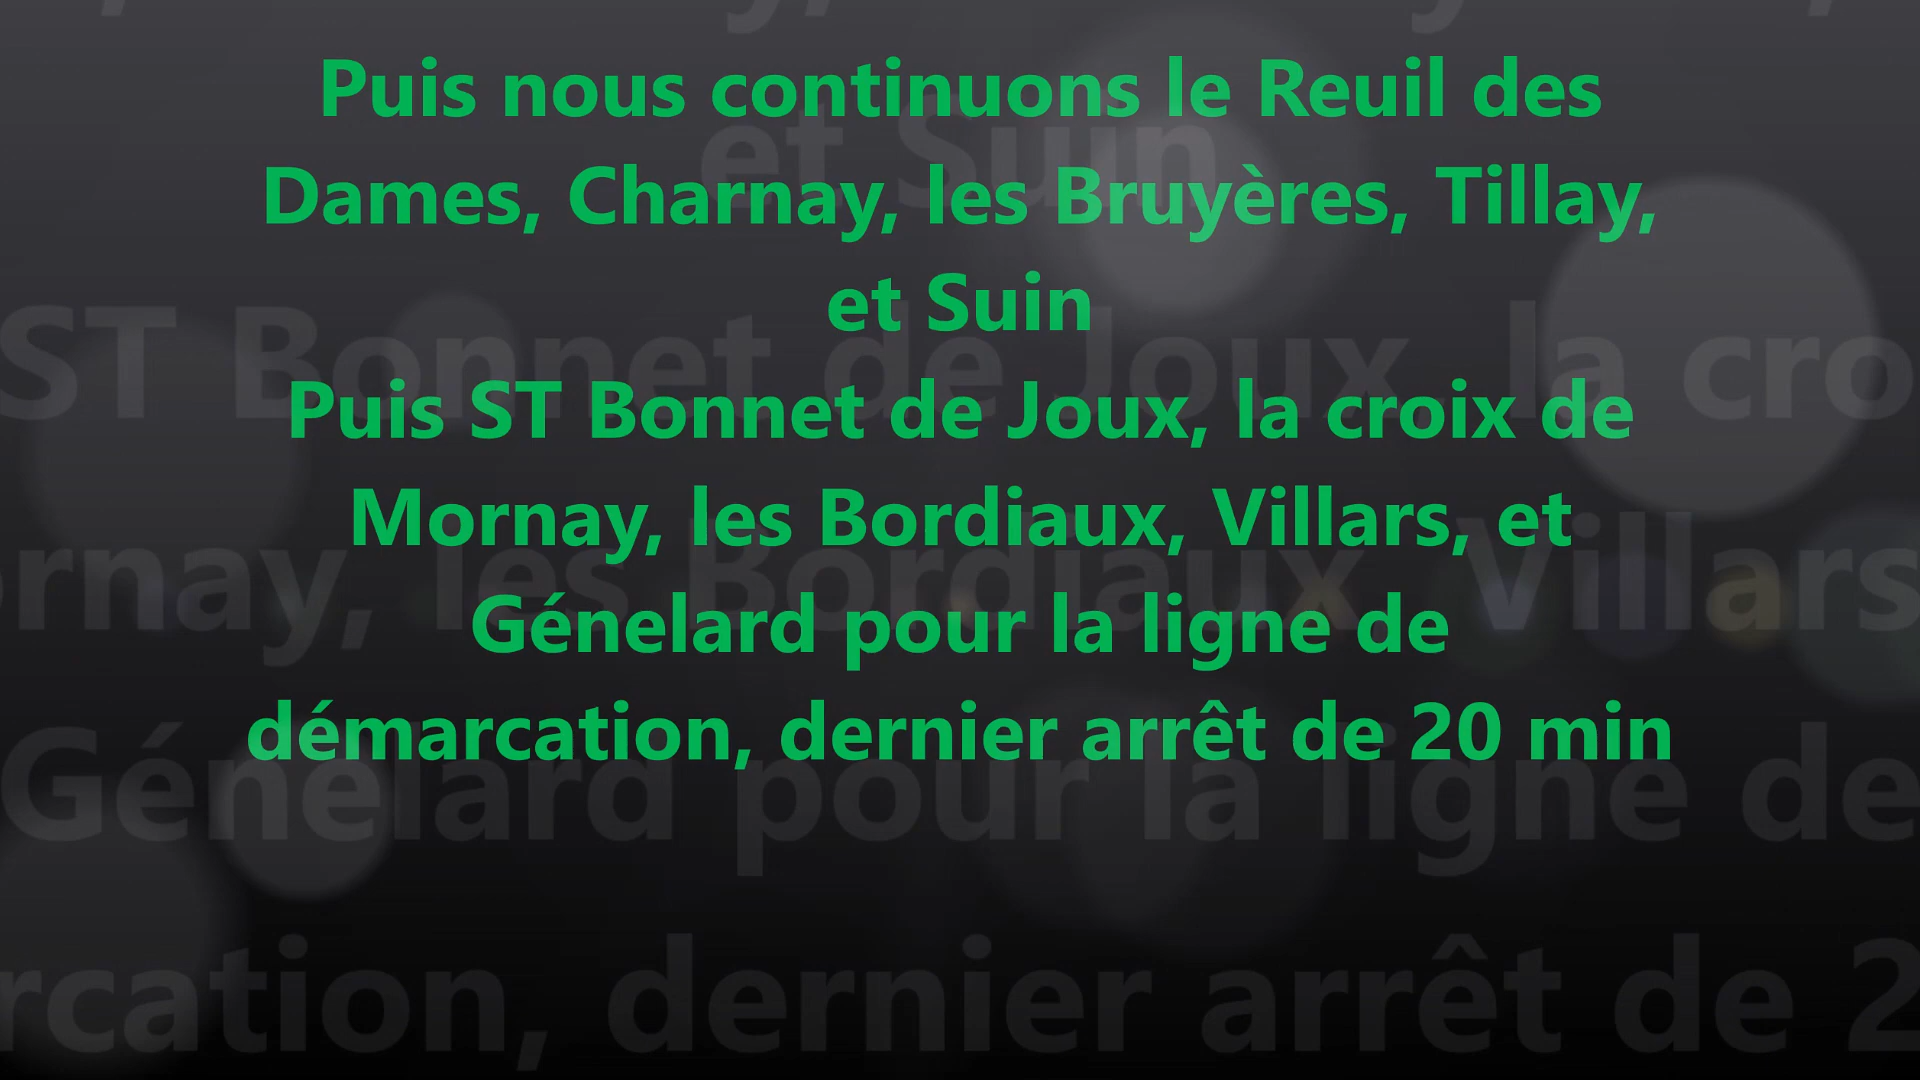 Puis nous continuons le Reuil des
Dames, Charnay, les Bruyères, Tillay,
et Suin
Puis ST Bonnet de Joux, la croix de
Mornay, les Bordiaux, Villars, et
Génelard pour la ligne de
démarcation, dernier arrêt de 20 min